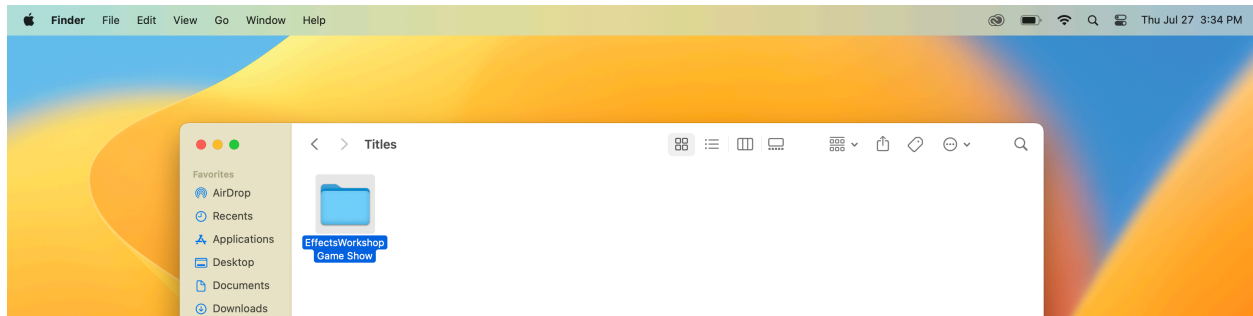 Finder File Edit View Go Window Help Thu Jul 27 3:34 PM
Titles
Favorites
AirDrop
Recents
Applications
Desktop
Documents
Downloads
EffectsWorkshop
Game Show